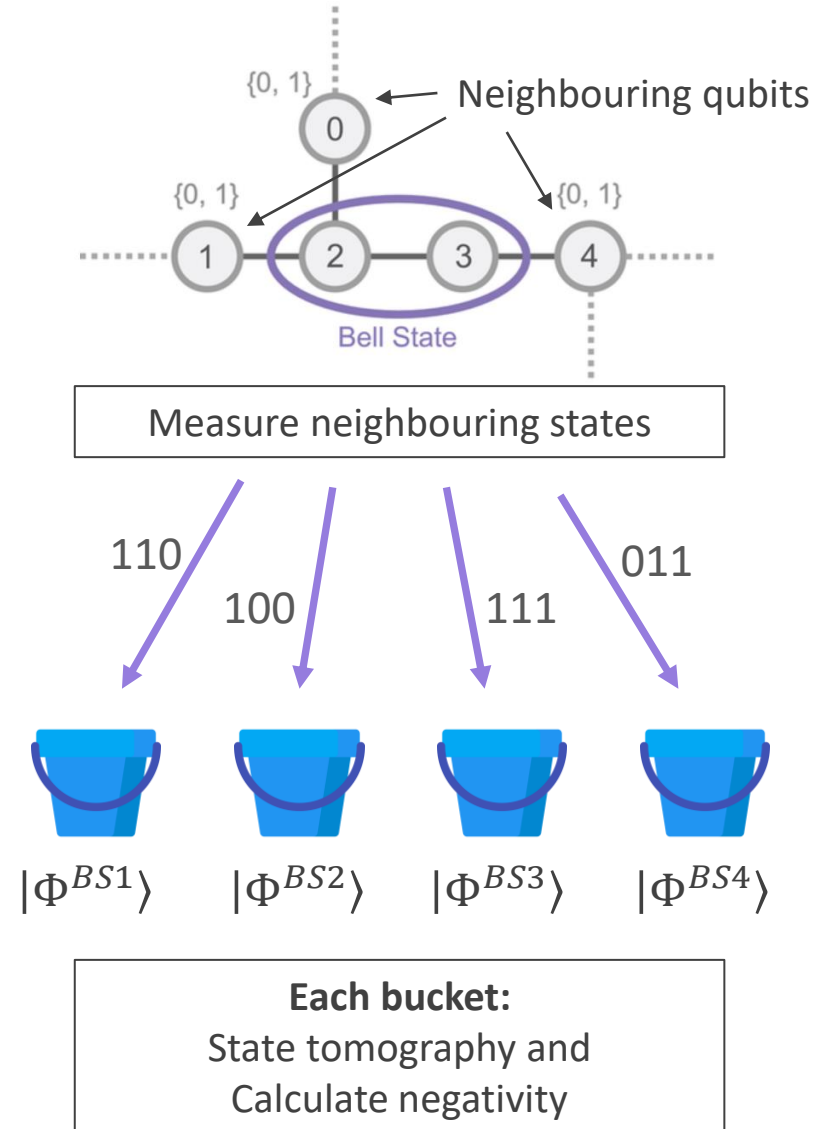 {0, 1}
Neighbouring qubits
0
{0, 1}
{0, 1}
1
2
3
4
Bell State
Measure neighbouring states
110
100
111
011
|Φ^{BS1}⟩
|Φ^{BS2}⟩
|Φ^{BS3}⟩
|Φ^{BS4}⟩
Each bucket:
State tomography and
Calculate negativity